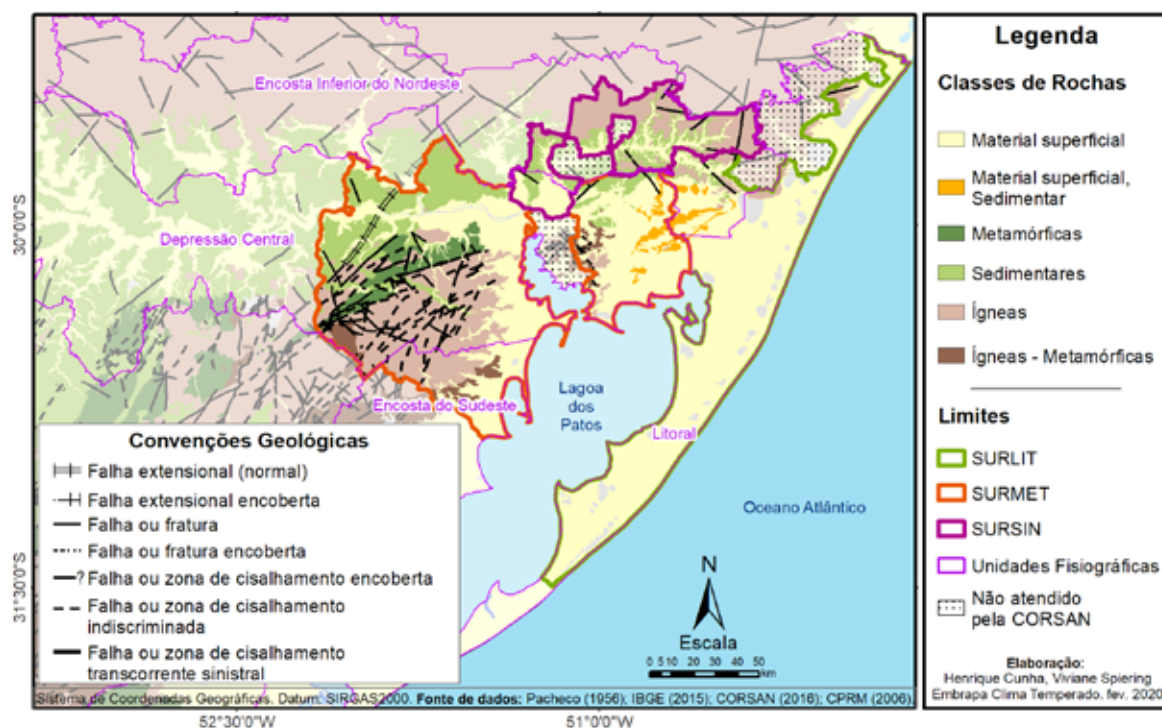 Encosta Inferior do Nordeste
Depressão Central
Encosta do Sudeste
Lagoa
dos
Patos
Litoral
Oceano Atlântico
30°0'0"S
31°30'0"S
52°30'0"W
51°0'0"W
Convenções Geológicas
Falha extensional (normal)
Falha extensional encoberta
Falha ou fratura
Falha ou fratura encoberta
?
Falha ou zona de cisalhamento encoberta
Falha ou zona de cisalhamento
indiscriminada
Falha ou zona de cisalhamento
transcorrente sinistral
N
Escala
0 5 10 20 30 40 50
km
Sistema de Coordenadas Geográficas. Datum: SIRGAS2000. Fonte de dados: Pacheco (1956); IBGE (2015); CORSAN (2016); CPRM (2006).
Legenda
Classes de Rochas
Material superficial
Material superficial,
Sedimentar
Metamórficas
Sedimentares
Ígneas
Ígneas - Metamórficas
Limites
SURLIT
SURMET
SURSIN
Unidades Fisiográficas
Não atendido
pela CORSAN
Elaboração:
Henrique Cunha, Viviane Spiering
Embrapa Clima Temperado. fev. 2020